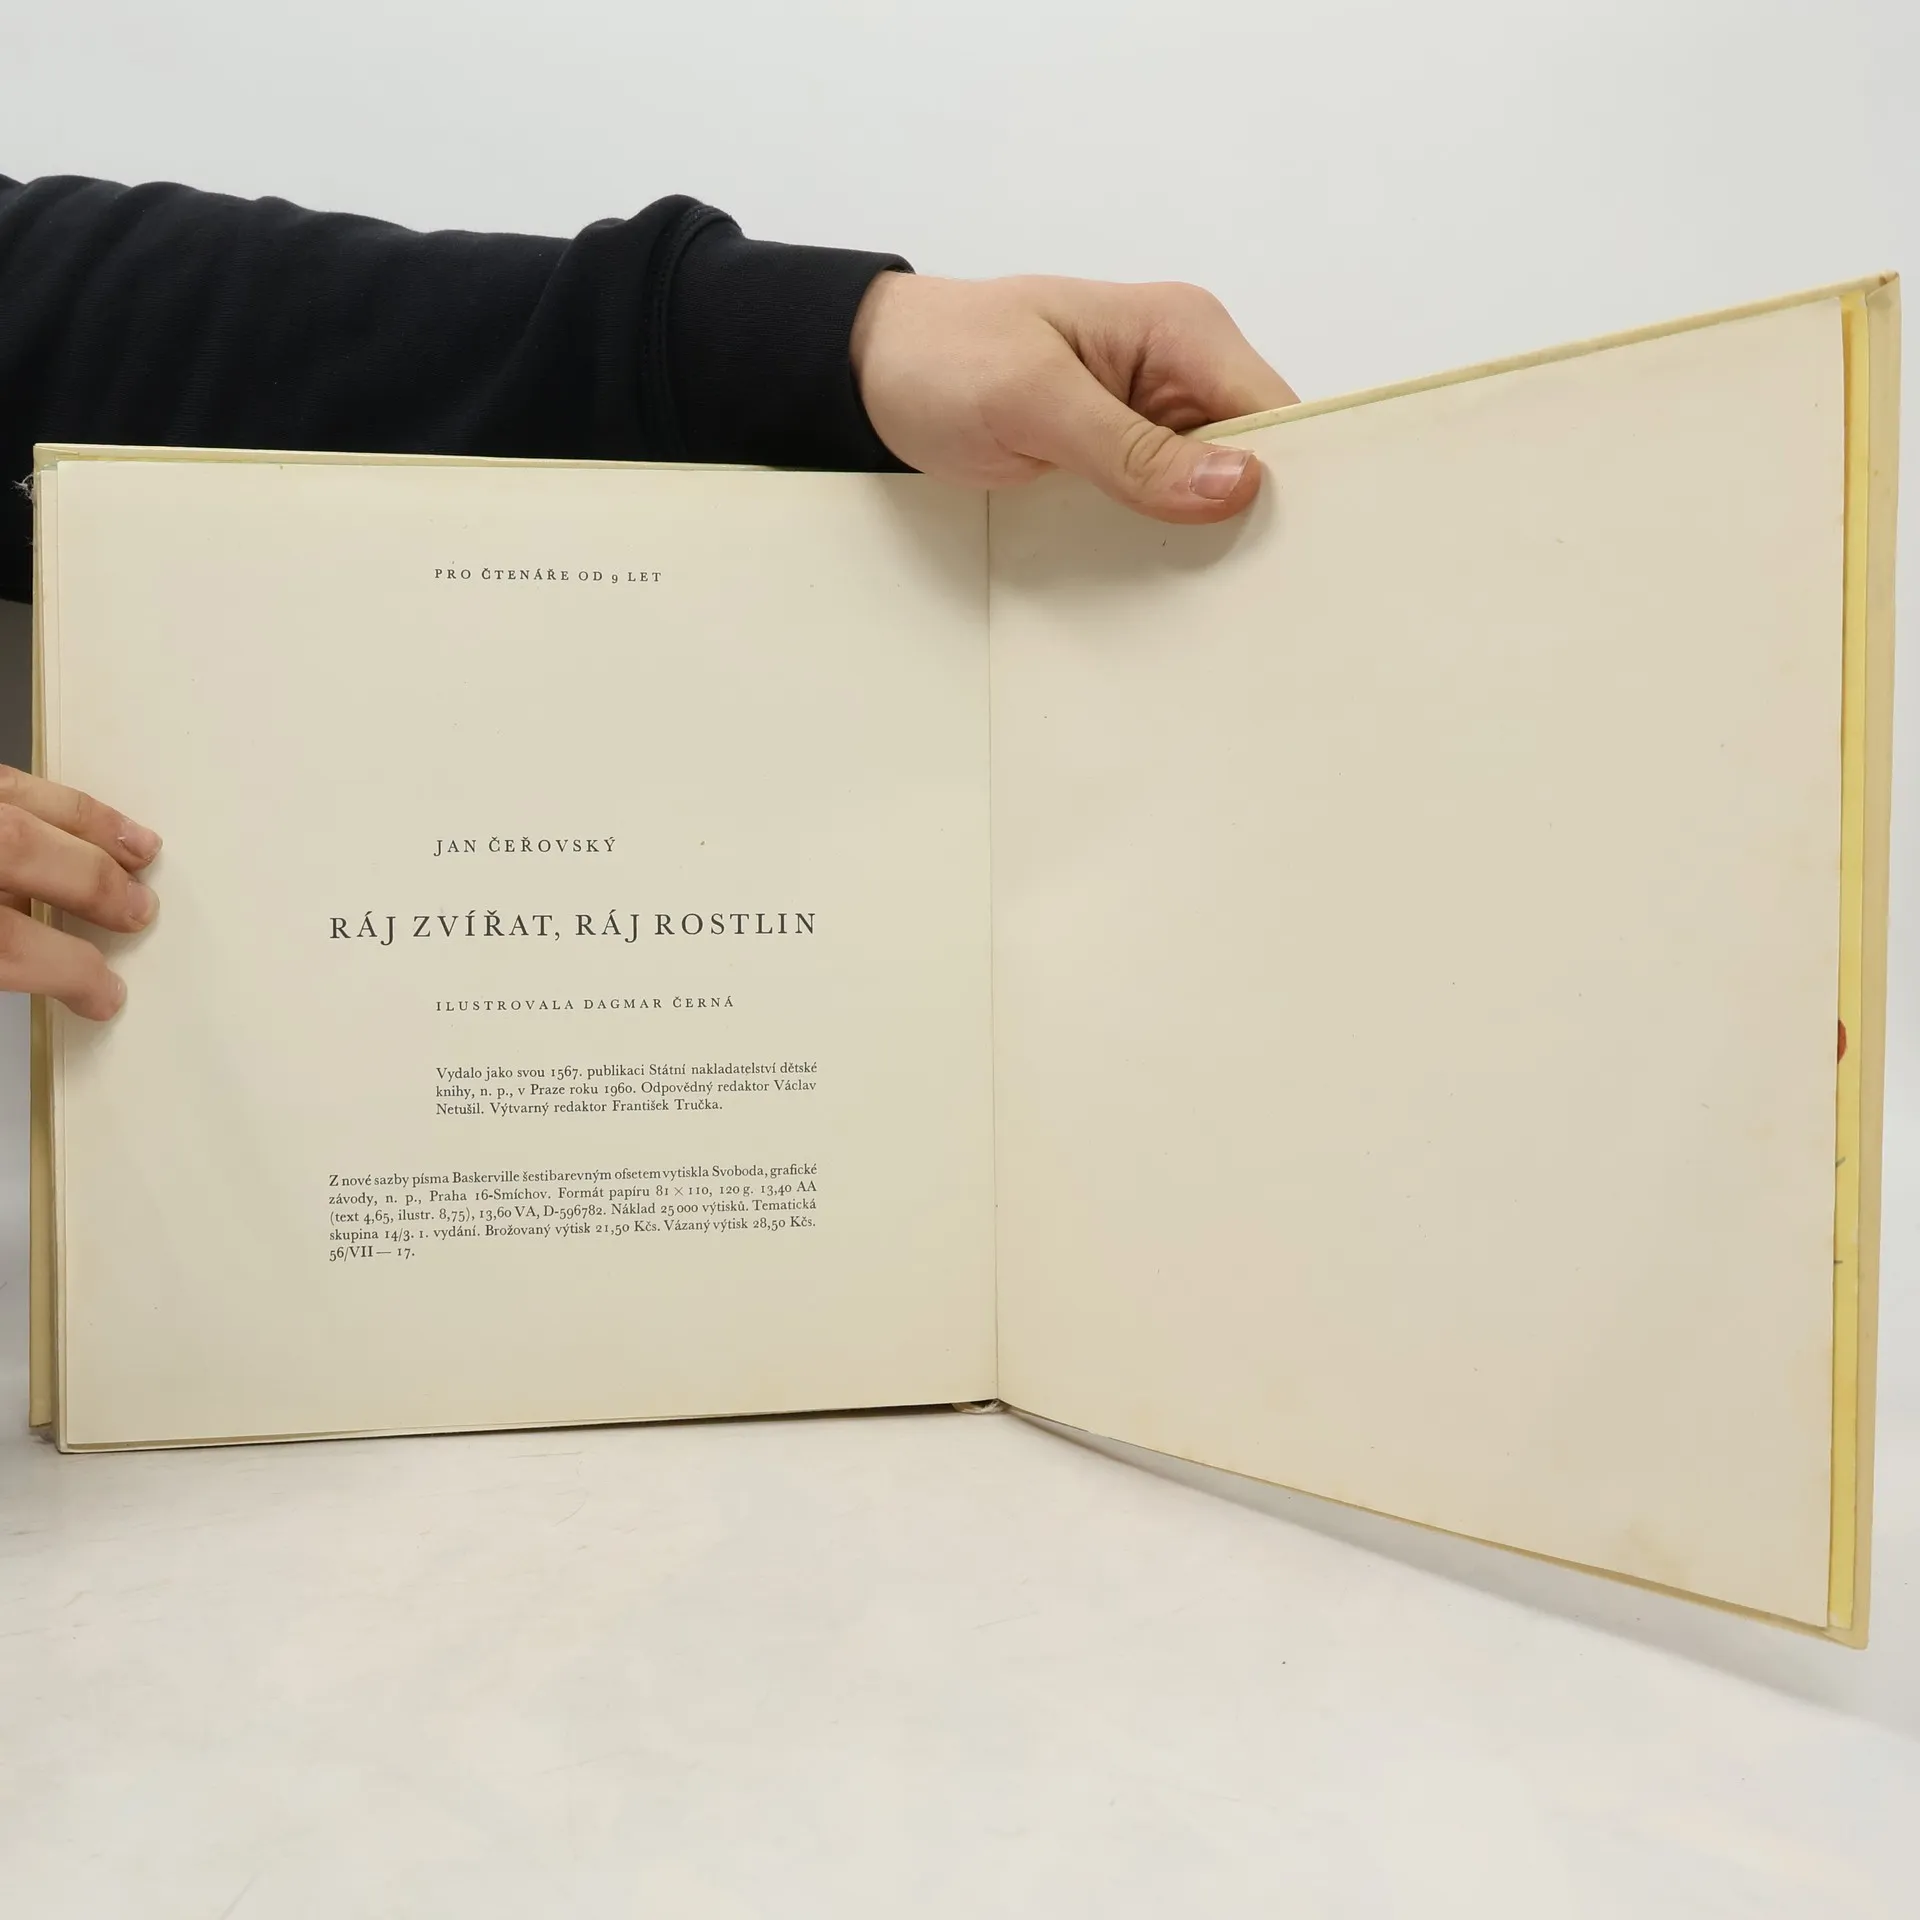 PRO ČTENÁŘE OD 9 LET
JAN ČEŘOVSKÝ
RÁJ ZVÍŘAT, RÁJ ROSTLIN
ILUSTROVALA DAGMAR ČERNÁ
Vydalo jako svou 1567. publikaci Státní nakladatelství dětské
knihy, n. p., v Praze roku 1960. Odpovědný redaktor Václav
Netušil. Výtvarný redaktor František Tručka.
Z nové sazby písma Baskerville šestibarevným ofsetem vytiskla Svoboda, grafické
závody, n. p., Praha 16-Smíchov. Formát papíru 81 × 110, 120 g. 13,40 AA
(text 4,65, ilustr. 8,75), 13,60 VA, D-596782. Náklad 25 000 výtisků. Tematická
skupina 14/3. 1. vydání. Brožovaný výtisk 21,50 Kčs. Vázaný výtisk 28,50 Kčs.
56/VII — 17.